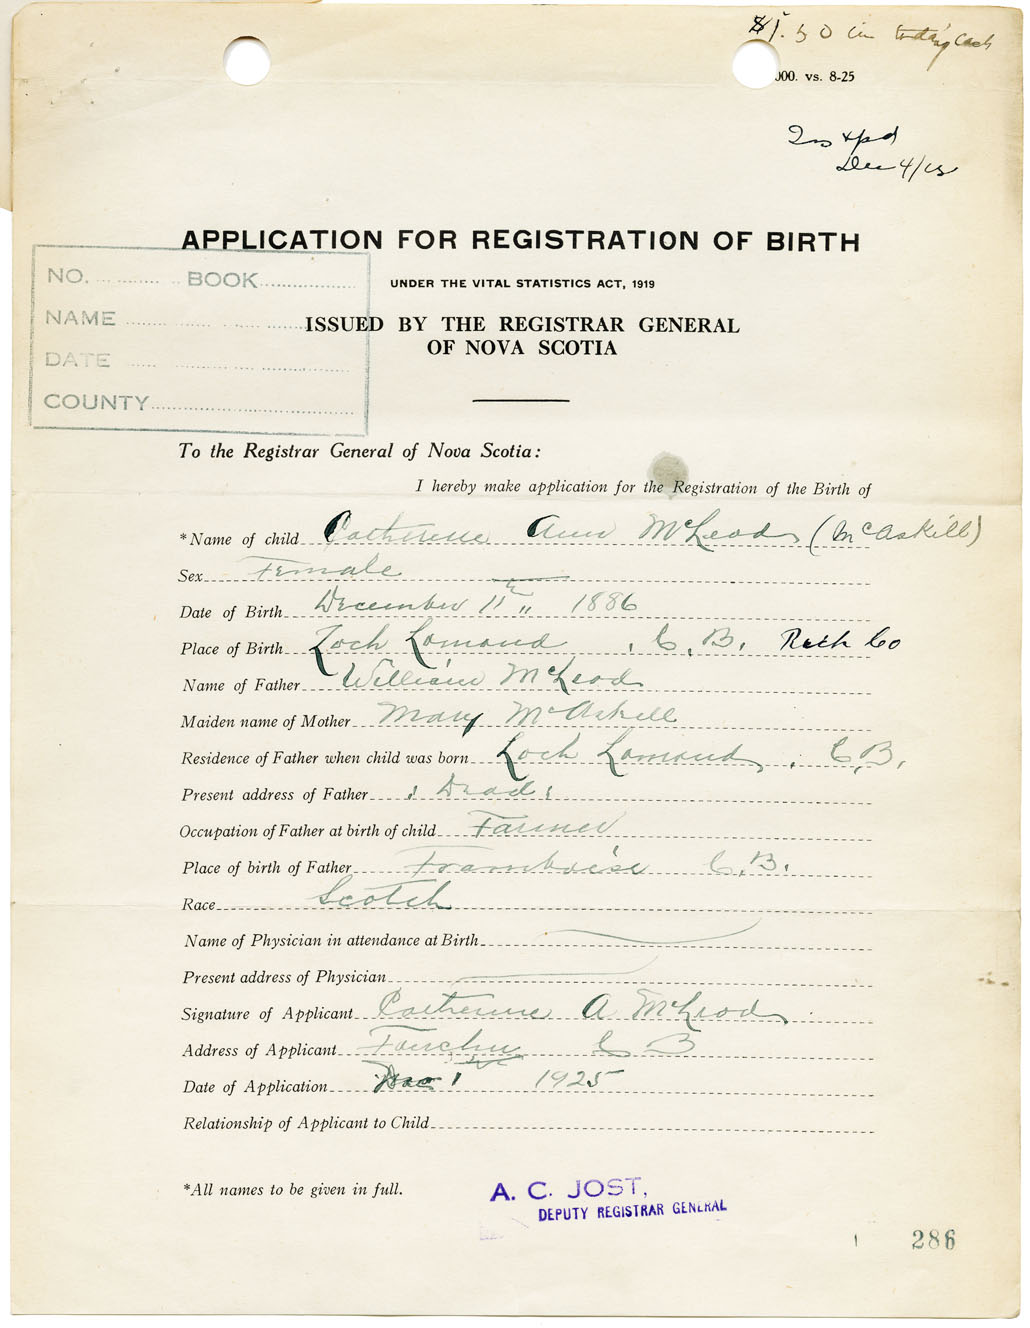 $1.50 in today's cash
000. vs. 8-25
Dec 4/25
APPLICATION FOR REGISTRATION OF BIRTH
UNDER THE VITAL STATISTICS ACT, 1919
ISSUED BY THE REGISTRAR GENERAL
OF NOVA SCOTIA
NO. BOOK
NAME
DATE
COUNTY
To the Registrar General of Nova Scotia:
I hereby make application for the Registration of the Birth of
*Name of child Catherine Ann McLeod (McAskill)
Sex Female
Date of Birth December 11th 1886
Place of Birth Loch Lomond, C. B. Rich Co
Name of Father William McLeod
Maiden name of Mother Mary McAskill
Residence of Father when child was born Loch Lomond, C.B.
Present address of Father Dead
Occupation of Father at birth of child Farmer
Place of birth of Father Framboise C.B.
Race Scotch
Name of Physician in attendance at Birth
Present address of Physician
Signature of Applicant Catherine A McLeod
Address of Applicant Fourchu C B
Date of Application Dec 1st 1925
Relationship of Applicant to Child
*All names to be given in full.
A. C. JOST,
DEPUTY REGISTRAR GENERAL
286